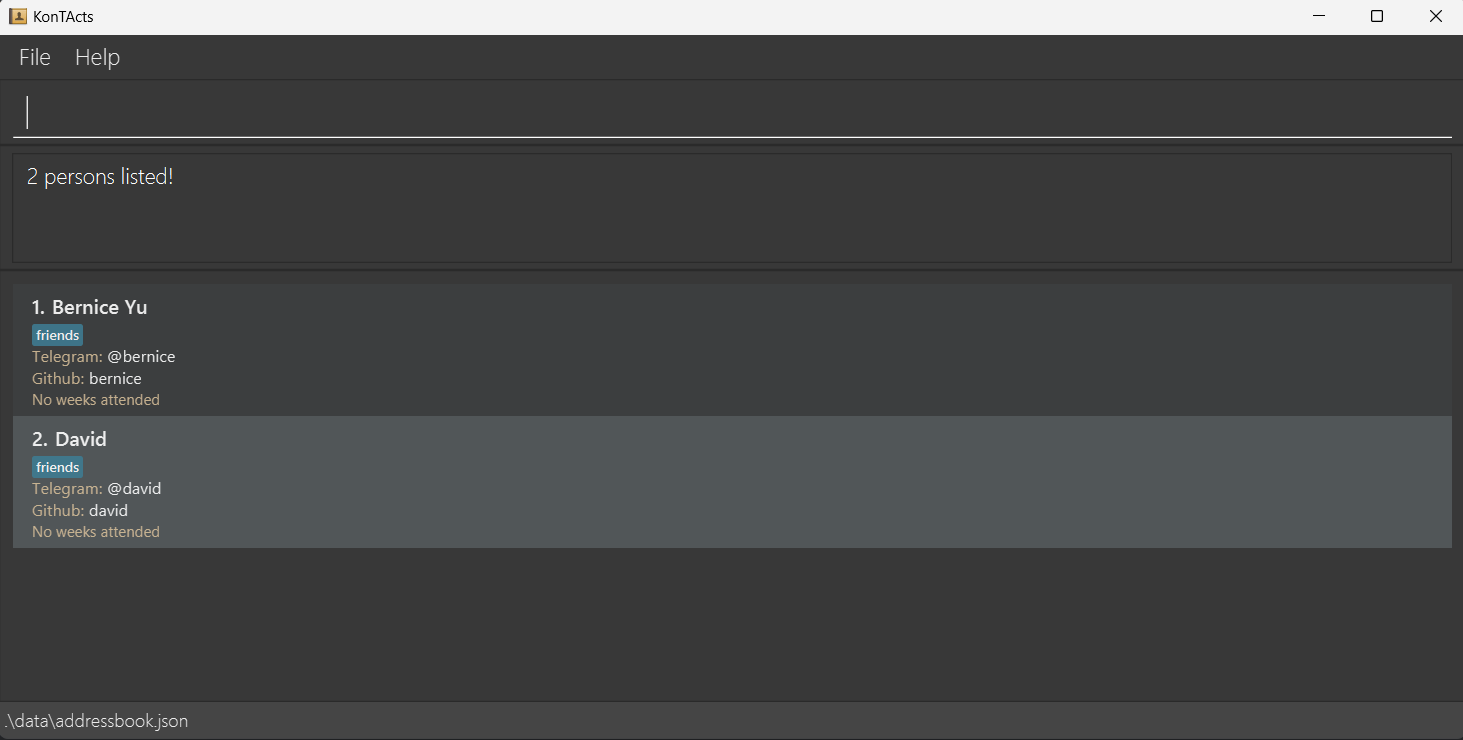 KonTActs
File Help
2 persons listed!
1. Bernice Yu
friends
Telegram: @bernice
Github: bernice
No weeks attended
2. David
friends
Telegram: @david
Github: david
No weeks attended
.\data\addressbook.json